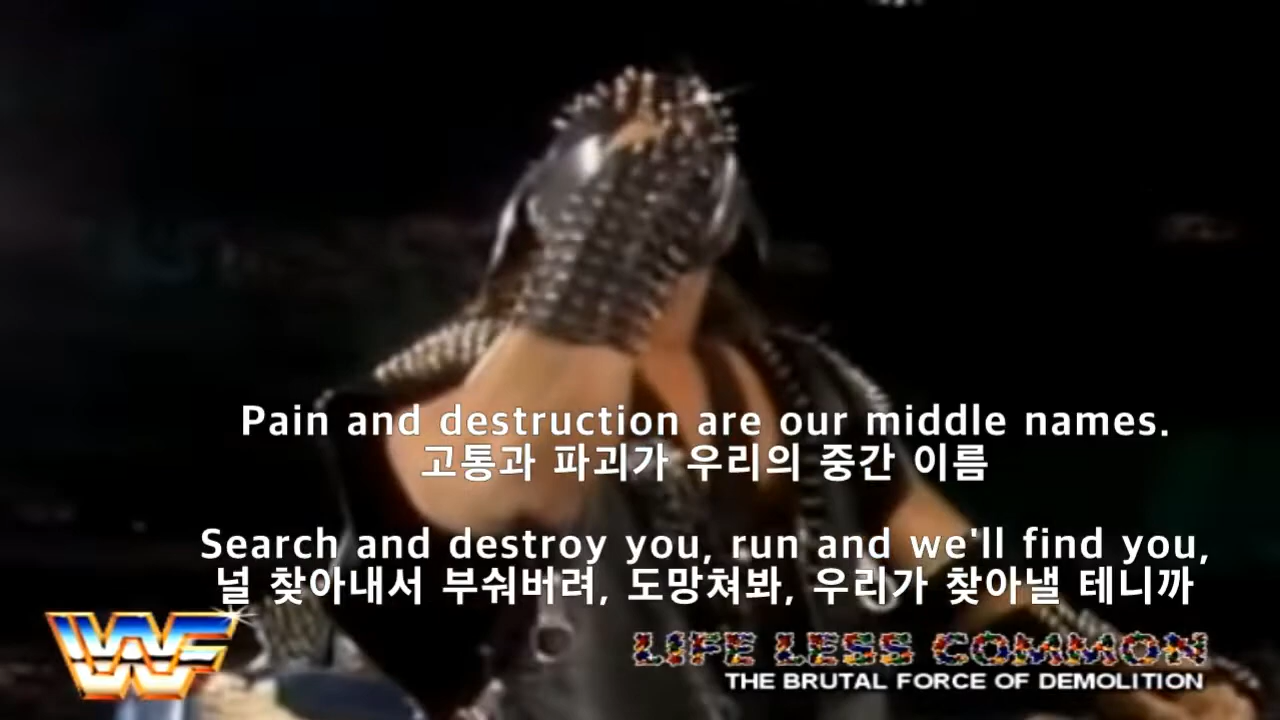 Pain and destruction are our middle names.
고통과 파괴가 우리의 중간 이름
Search and destroy you, run and we'll find you,
널 찾아내서 부숴버려, 도망쳐봐, 우리가 찾아낼 테니까
WF
LIFE LESS COMMON
THE BRUTAL FORCE OF DEMOLITION